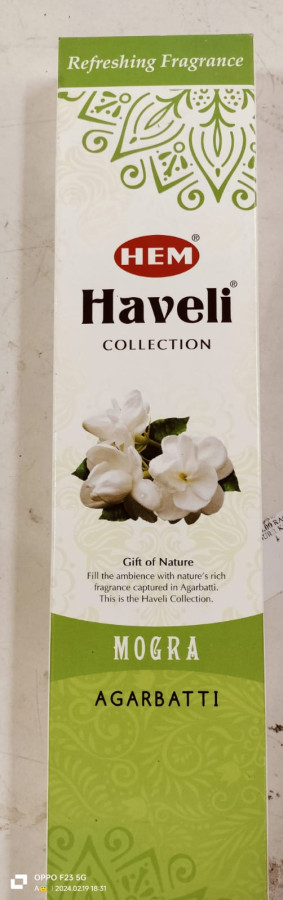 Refreshing Fragrance
HEM®
Haveli®
COLLECTION
Gift of Nature
Fill the ambience with nature's rich
fragrance captured in Agarbatti.
This is the Haveli Collection.
MOGRA
AGARBATTI
OPPO F23 5G
2024.02.19 18:31